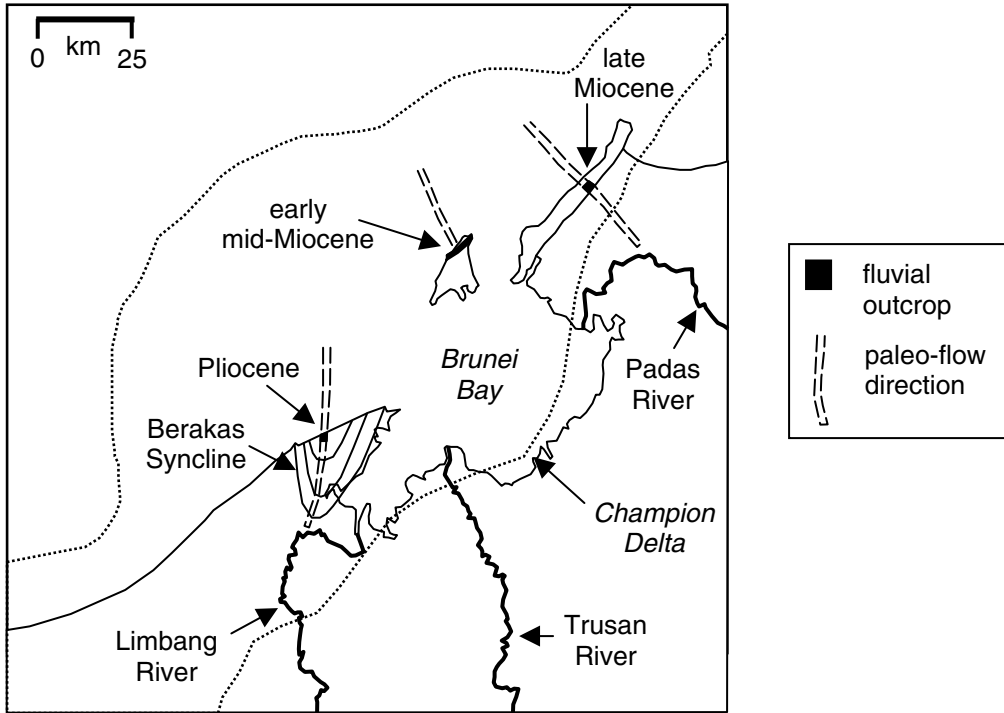 km
0 25
late
Miocene
early
mid-Miocene
Pliocene
Brunei
Bay
Padas
River
Berakas
Syncline
Champion
Delta
Limbang
River
Trusan
River
fluvial
outcrop
paleo-flow
direction